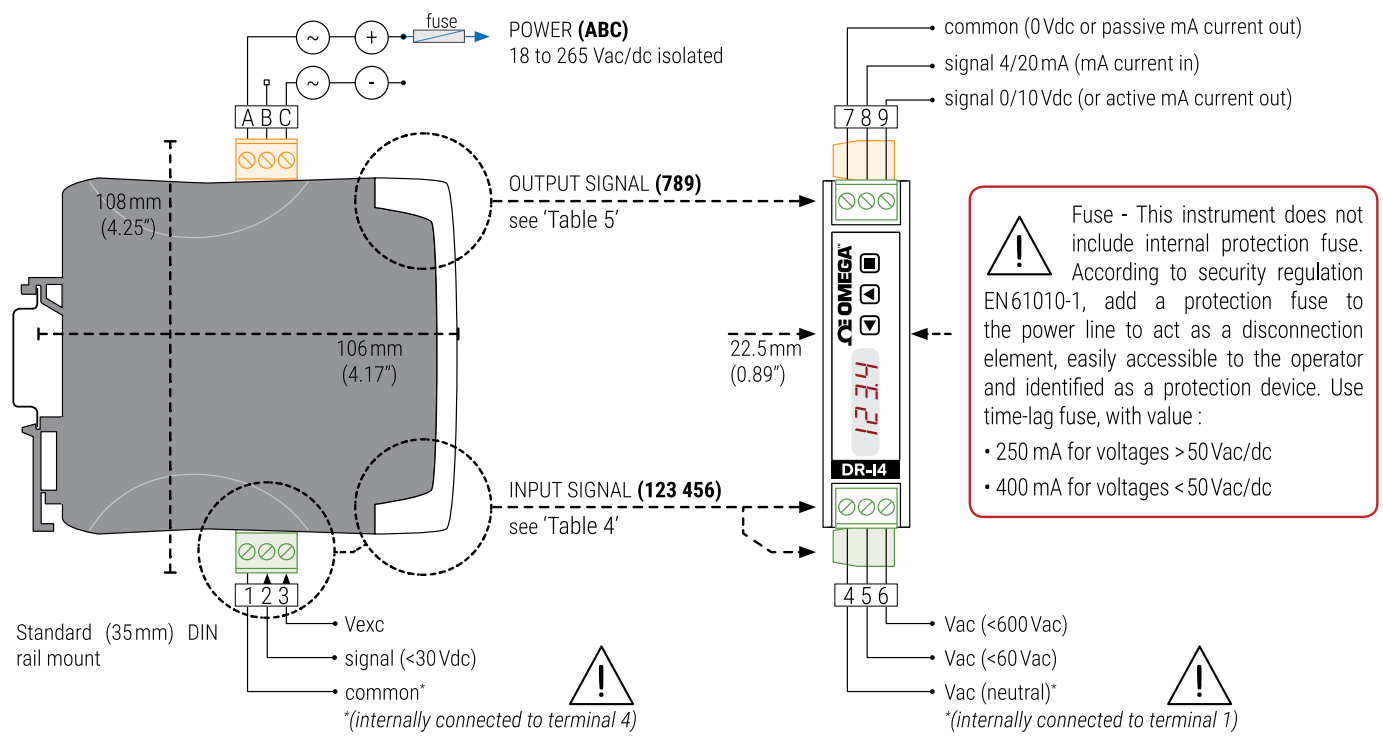 fuse
POWER (ABC)
18 to 265 Vac/dc isolated
~ +
~ -
A B C
108 mm
(4.25")
106 mm
(4.17")
OUTPUT SIGNAL (789)
see 'Table 5'
INPUT SIGNAL (123 456)
see 'Table 4'
1 2 3
Vexc
signal (<30 Vdc)
common*
*(internally connected to terminal 4)
Standard (35 mm) DIN
rail mount
common (0 Vdc or passive mA current out)
signal 4/20 mA (mA current in)
signal 0/10 Vdc (or active mA current out)
7 8 9
22.5 mm
(0.89")
Ω OMEGA™
123.4
DR-I4
4 5 6
Vac (<600 Vac)
Vac (<60 Vac)
Vac (neutral)*
*(internally connected to terminal 1)
!
!
!
Fuse - This instrument does not
include internal protection fuse.
According to security regulation
EN 61010-1, add a protection fuse to
the power line to act as a disconnection
element, easily accessible to the operator
and identified as a protection device. Use
time-lag fuse, with value :
• 250 mA for voltages > 50 Vac/dc
• 400 mA for voltages < 50 Vac/dc